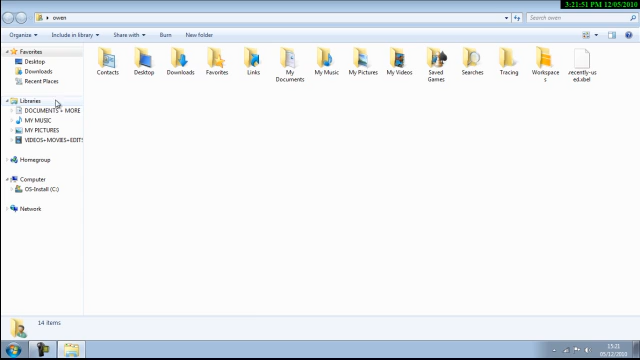 3:21:51 PM 12/05/2010
owen
Search owen
Organize
Include in library
Share with
Burn
New folder
Favorites
Desktop
Downloads
Recent Places
Libraries
DOCUMENTS + MORE
MY MUSIC
MY PICTURES
VIDEOS+MOVIES+EDITS
Homegroup
Computer
OS-Install (C:)
Network
Contacts
Desktop
Downloads
Favorites
Links
My
Documents
My Music
My Pictures
My Videos
Saved
Games
Searches
Tracing
Workspace
s
.recently-us
ed.xbel
14 items
15:21
05/12/2010